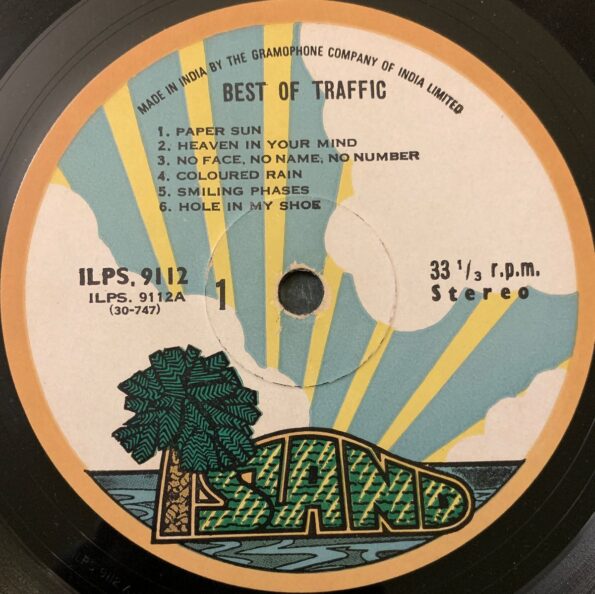 MADE IN INDIA BY THE GRAMOPHONE COMPANY OF INDIA LIMITED
BEST OF TRAFFIC
1. PAPER SUN
2. HEAVEN IN YOUR MIND
3. NO FACE, NO NAME, NO NUMBER
4. COLOURED RAIN
5. SMILING PHASES
6. HOLE IN MY SHOE
ILPS. 9112
ILPS. 9112A
(30-747)
1
33 1/3 r.p.m.
Stereo
ISLAND